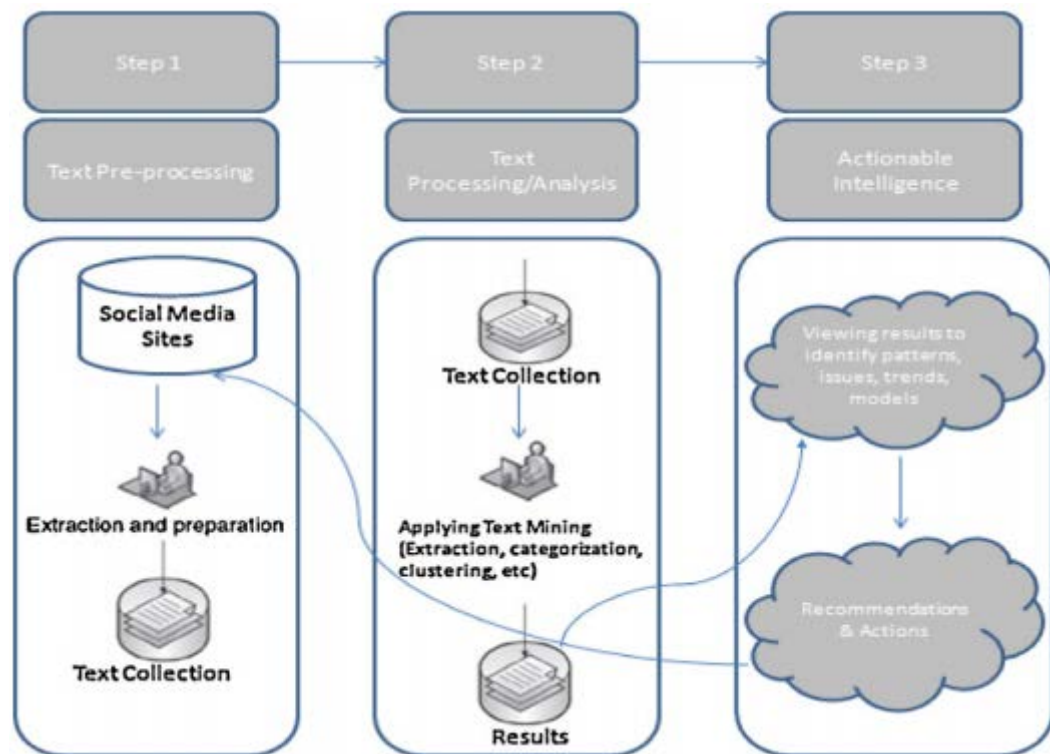 Step 1
Step 2
Step 3
Text Pre-processing
Text
Processing/Analysis
Actionable
Intelligence
Social Media
Sites
Extraction and preparation
Text Collection
Text Collection
Applying Text Mining
(Extraction, categorization,
clustering, etc)
Results
Viewing results to
identify patterns,
issues, trends,
models
Recommendations
& Actions